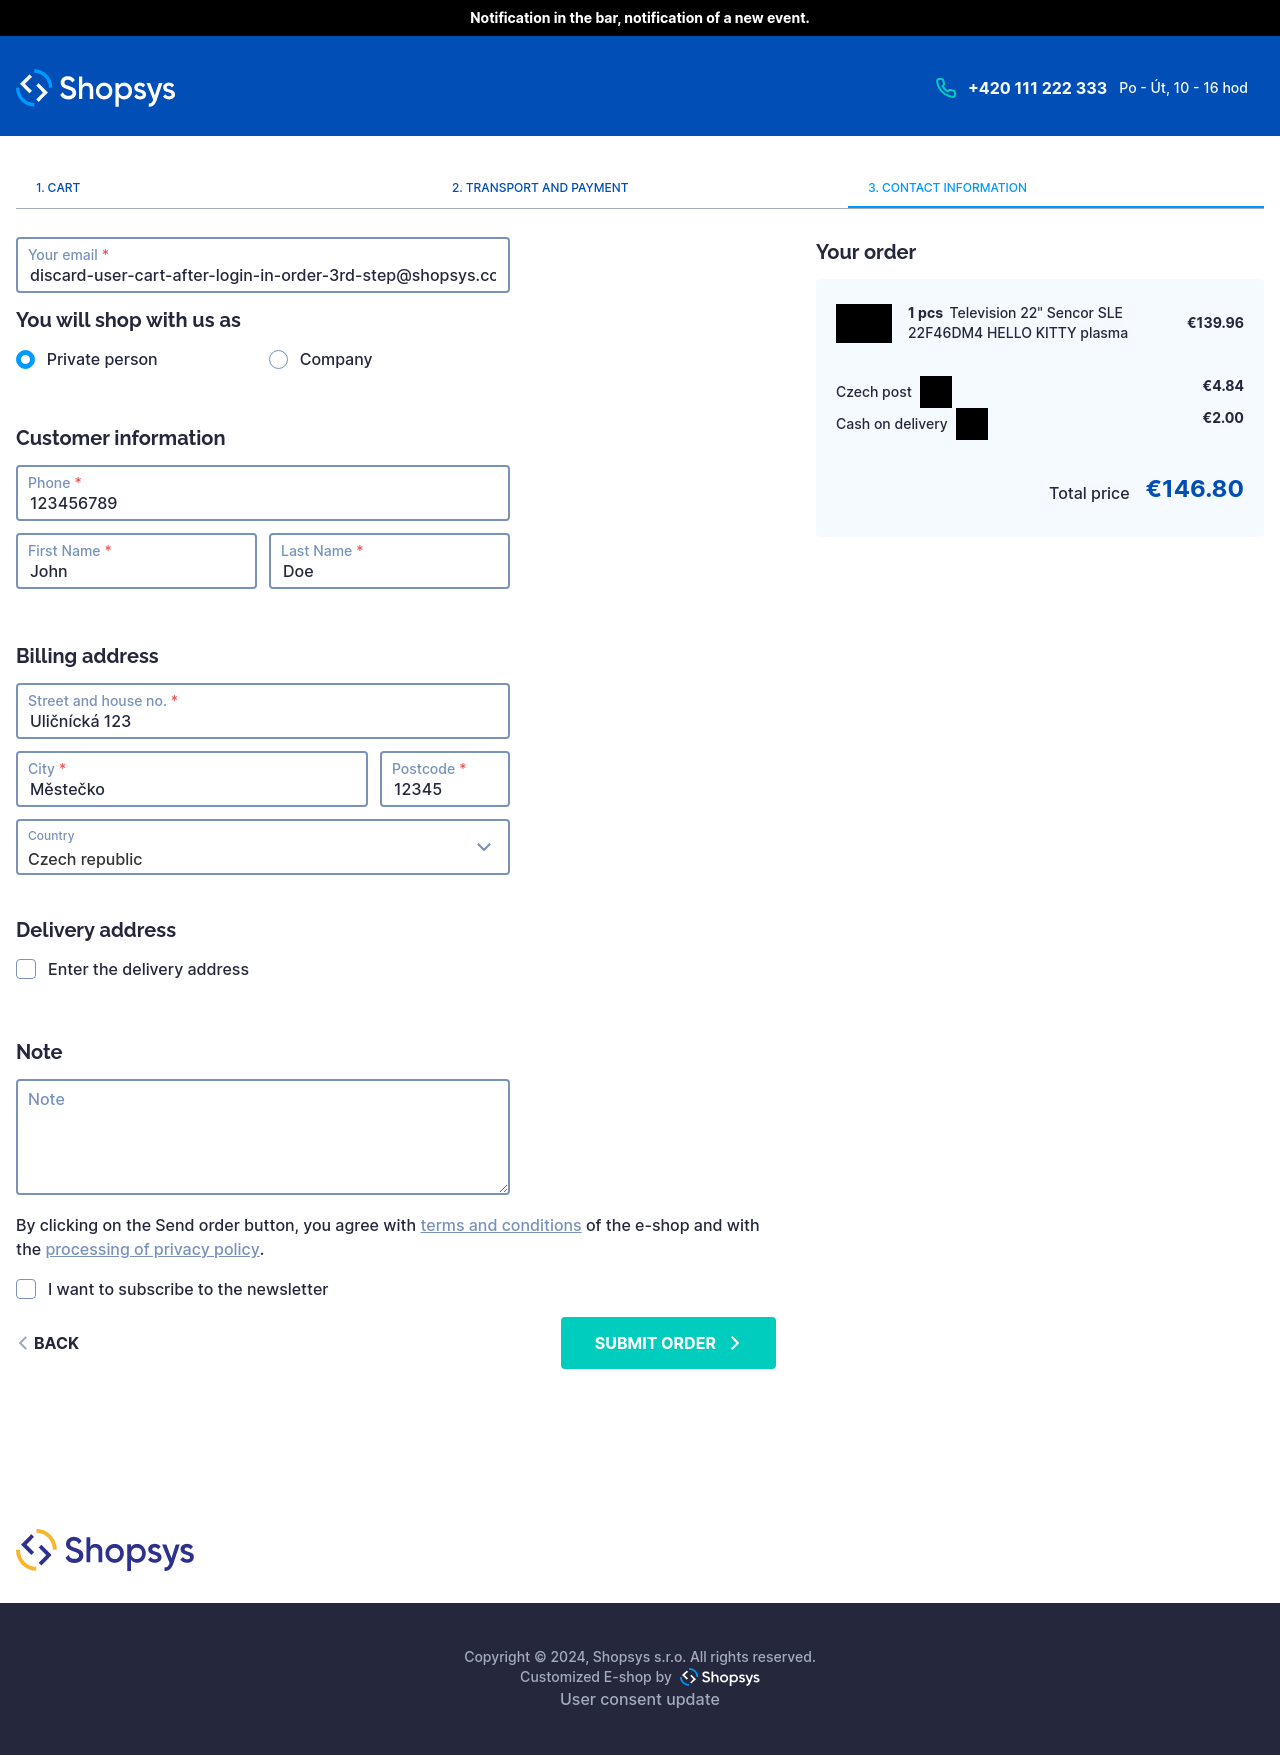 Notification in the bar, notification of a new event.
Shopsys
+420 111 222 333 Po - Út, 10 - 16 hod
1. CART
2. TRANSPORT AND PAYMENT
3. CONTACT INFORMATION
Your email *
discard-user-cart-after-login-in-order-3rd-step@shopsys.cc
You will shop with us as
Private person
Company
Customer information
Phone *
123456789
First Name *
John
Last Name *
Doe
Billing address
Street and house no. *
Uličnícká 123
City *
Městečko
Postcode *
12345
Country
Czech republic
Delivery address
Enter the delivery address
Note
Note
By clicking on the Send order button, you agree with terms and conditions of the e-shop and with
the processing of privacy policy.
I want to subscribe to the newsletter
BACK
SUBMIT ORDER
Your order
1 pcs Television 22" Sencor SLE
22F46DM4 HELLO KITTY plasma
€139.96
Czech post
€4.84
Cash on delivery
€2.00
Total price €146.80
Shopsys
Copyright © 2024, Shopsys s.r.o. All rights reserved.
Customized E-shop by Shopsys
User consent update